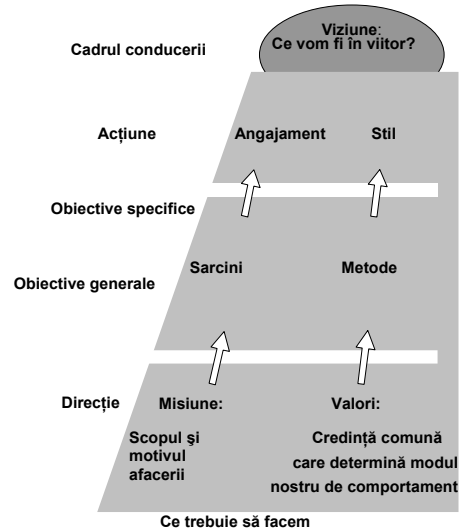 Viziune:
Ce vom fi în viitor?
Cadrul conducerii
Acțiune
Angajament
Stil
Obiective specifice
Sarcini
Metode
Obiective generale
Direcție
Misiune:
Valori:
Scopul şi
motivul
afacerii
Credință comună
care determină modul
nostru de comportament
Ce trebuie să facem